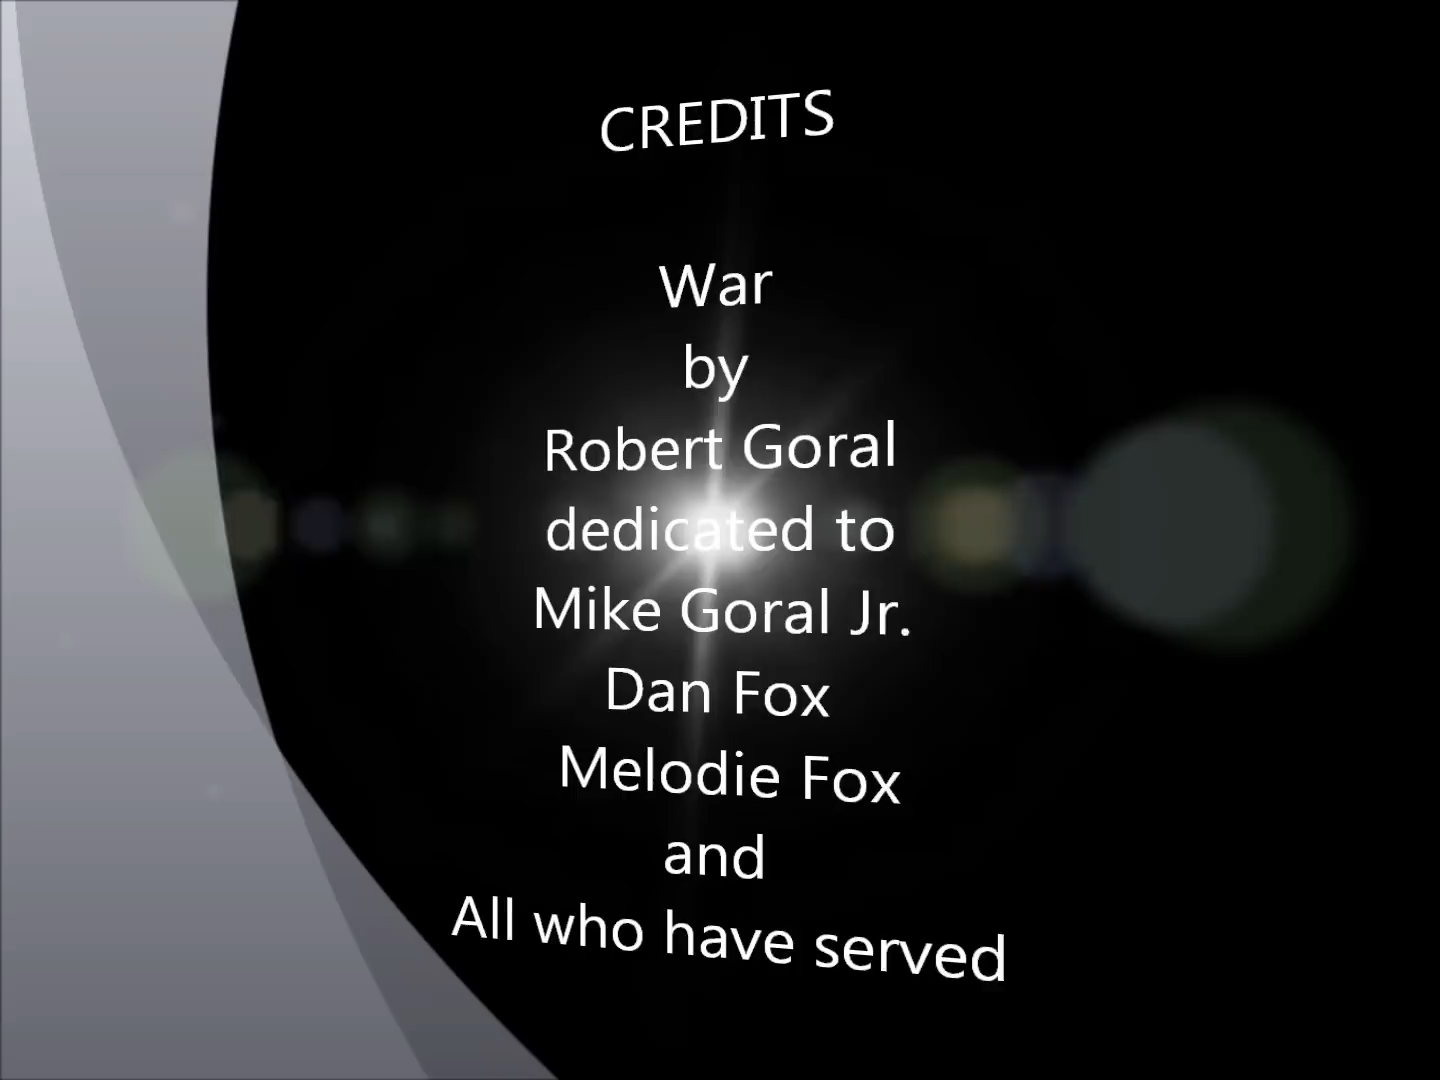 CREDITS
War
by
Robert Goral
dedicated to
Mike Goral Jr.
Dan Fox
Melodie Fox
and
All who have served